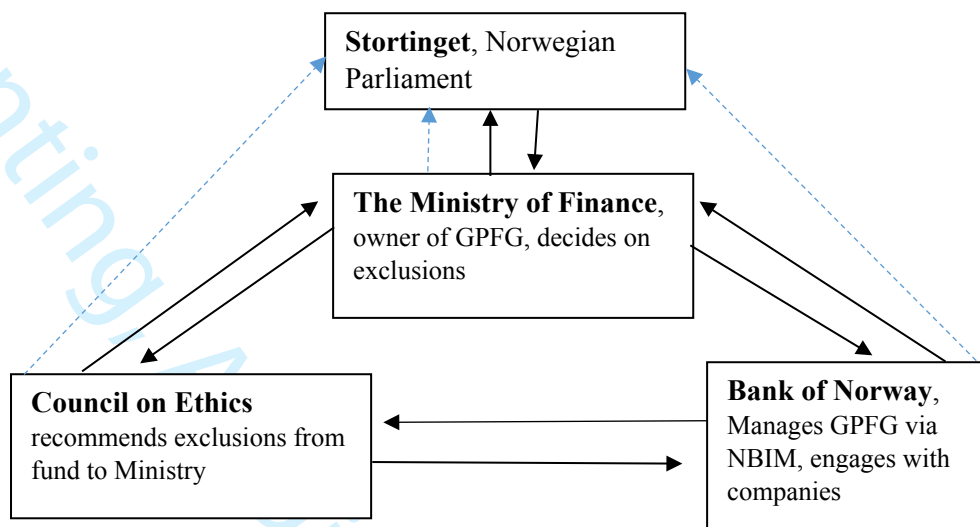 Stortinget, Norwegian
Parliament
The Ministry of Finance,
owner of GPFG, decides on
exclusions
Council on Ethics
recommends exclusions from
fund to Ministry
Bank of Norway,
Manages GPFG via
NBIM, engages with
companies